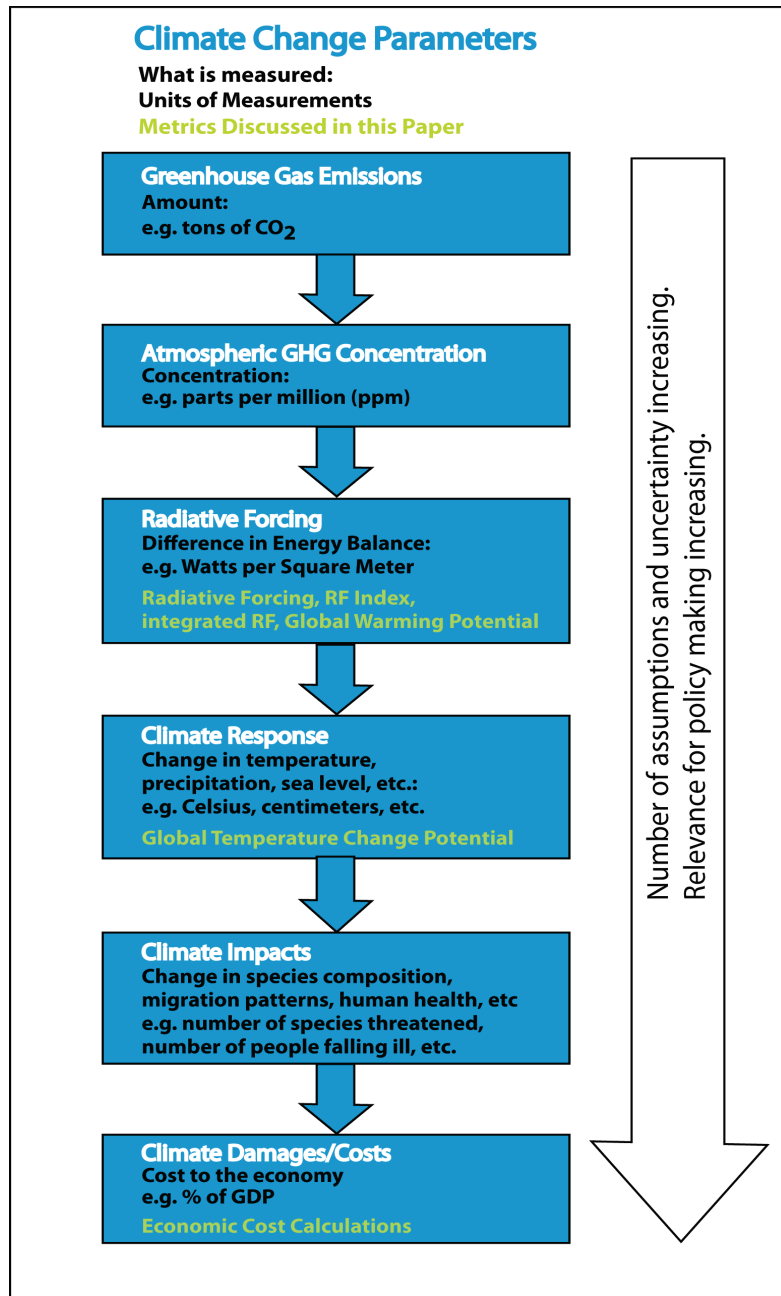 Climate Change Parameters
What is measured:
Units of Measurements
Metrics Discussed in this Paper
Greenhouse Gas Emissions
Amount:
e.g. tons of CO2
Atmospheric GHG Concentration
Concentration:
e.g. parts per million (ppm)
Radiative Forcing
Difference in Energy Balance:
e.g. Watts per Square Meter
Radiative Forcing, RF Index,
integrated RF, Global Warming Potential
Climate Response
Change in temperature,
precipitation, sea level, etc.:
e.g. Celsius, centimeters, etc.
Global Temperature Change Potential
Climate Impacts
Change in species composition,
migration patterns, human health, etc
e.g. number of species threatened,
number of people falling ill, etc.
Climate Damages/Costs
Cost to the economy
e.g. % of GDP
Economic Cost Calculations
Number of assumptions and uncertainty increasing.
Relevance for policy making increasing.